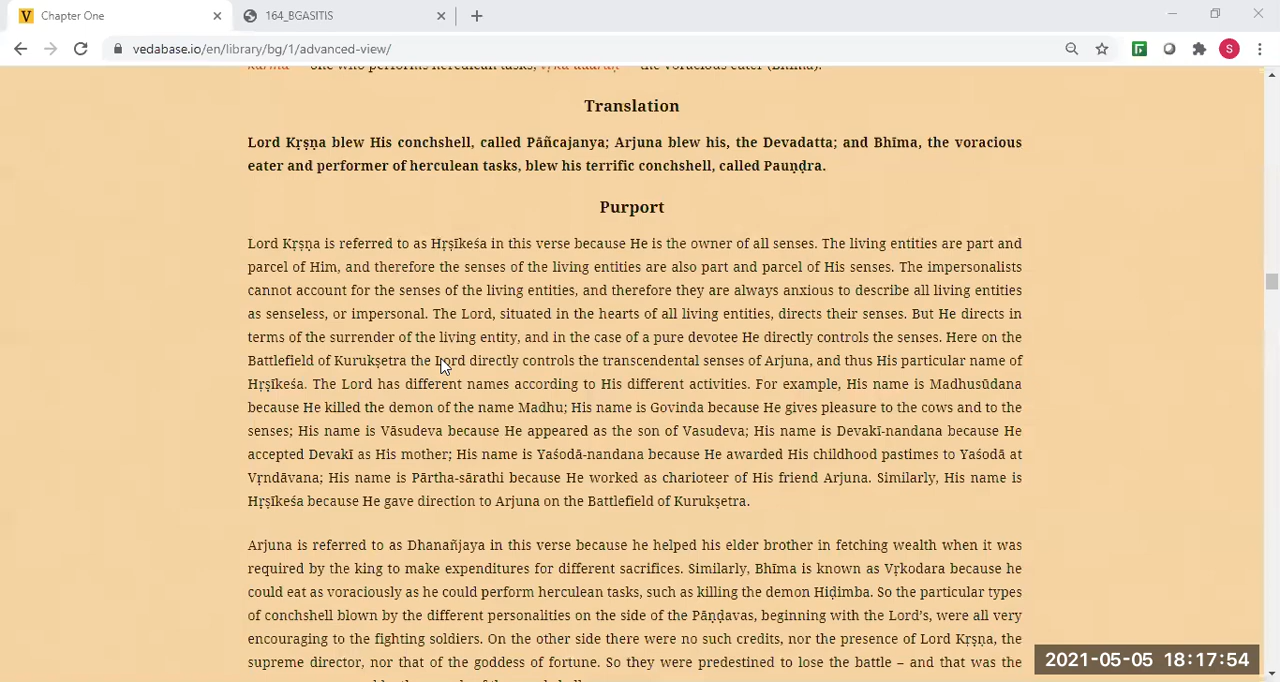 Chapter One
164_BGASITIS
vedabase.io/en/library/bg/1/advanced-view/
S
Translation
Lord Kṛṣṇa blew His conchshell, called Pāñcajanya; Arjuna blew his, the Devadatta; and Bhīma, the voracious
eater and performer of herculean tasks, blew his terrific conchshell, called Pauṇḍra.
Purport
Lord Kṛṣṇa is referred to as Hṛṣīkeśa in this verse because He is the owner of all senses. The living entities are part and
parcel of Him, and therefore the senses of the living entities are also part and parcel of His senses. The impersonalists
cannot account for the senses of the living entities, and therefore they are always anxious to describe all living entities
as senseless, or impersonal. The Lord, situated in the hearts of all living entities, directs their senses. But He directs in
terms of the surrender of the living entity, and in the case of a pure devotee He directly controls the senses. Here on the
Battlefield of Kurukṣetra the Lord directly controls the transcendental senses of Arjuna, and thus His particular name of
Hṛṣīkeśa. The Lord has different names according to His different activities. For example, His name is Madhusūdana
because He killed the demon of the name Madhu; His name is Govinda because He gives pleasure to the cows and to the
senses; His name is Vāsudeva because He appeared as the son of Vasudeva; His name is Devakī-nandana because He
accepted Devakī as His mother; His name is Yaśodā-nandana because He awarded His childhood pastimes to Yaśodā at
Vṛndāvana; His name is Pārtha-sārathi because He worked as charioteer of His friend Arjuna. Similarly, His name is
Hṛṣīkeśa because He gave direction to Arjuna on the Battlefield of Kurukṣetra.
Arjuna is referred to as Dhanañjaya in this verse because he helped his elder brother in fetching wealth when it was
required by the king to make expenditures for different sacrifices. Similarly, Bhīma is known as Vṛkodara because he
could eat as voraciously as he could perform herculean tasks, such as killing the demon Hiḍimba. So the particular types
of conchshell blown by the different personalities on the side of the Pāṇḍavas, beginning with the Lord's, were all very
encouraging to the fighting soldiers. On the other side there were no such credits, nor the presence of Lord Kṛṣṇa, the
supreme director, nor that of the goddess of fortune. So they were predestined to lose the battle – and that was the
2021-05-05 18:17:54